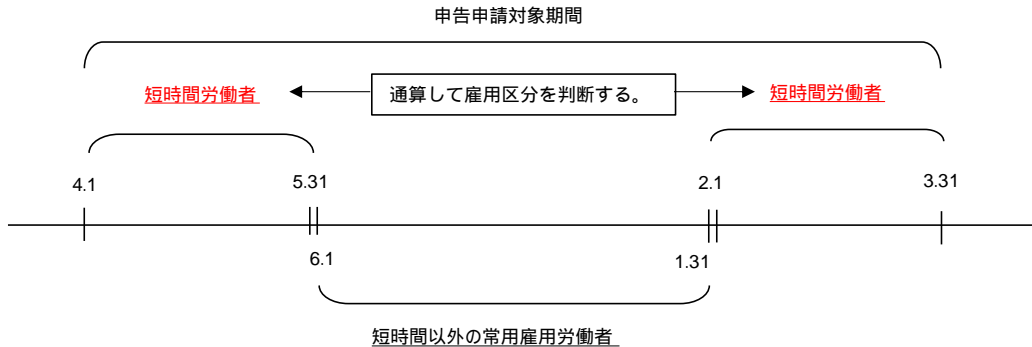 申告申請対象期間
短時間労働者
通算して雇用区分を判断する。
短時間労働者
4.1
5.31
2.1
3.31
6.1
1.31
短時間以外の常用雇用労働者